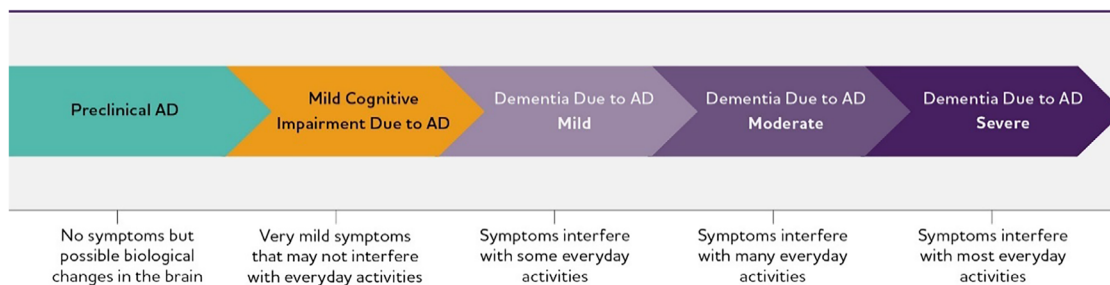 Preclinical AD
Mild Cognitive
Impairment Due to AD
Dementia Due to AD
Mild
Dementia Due to AD
Moderate
Dementia Due to AD
Severe
No symptoms but
possible biological
changes in the brain
Very mild symptoms
that may not interfere
with everyday activities
Symptoms interfere
with some everyday
activities
Symptoms interfere
with many everyday
activities
Symptoms interfere
with most everyday
activities